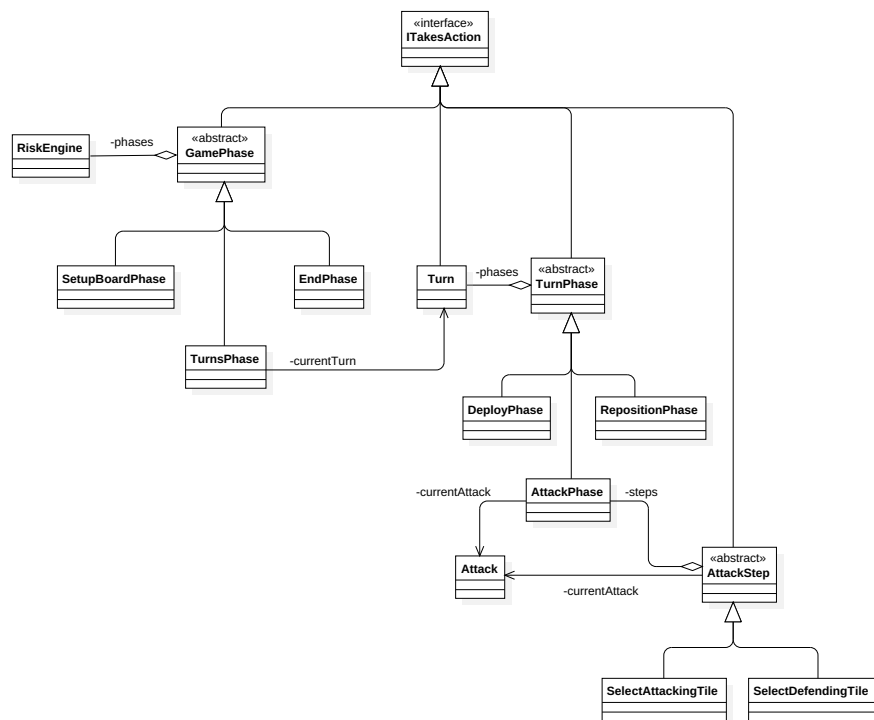 «interface»
ITakesAction
RiskEngine
-phases
«abstract»
GamePhase
SetupBoardPhase
EndPhase
Turn
-phases
«abstract»
TurnPhase
TurnsPhase
-currentTurn
DeployPhase
RepositionPhase
-currentAttack
AttackPhase
-steps
Attack
«abstract»
AttackStep
-currentAttack
SelectAttackingTile
SelectDefendingTile